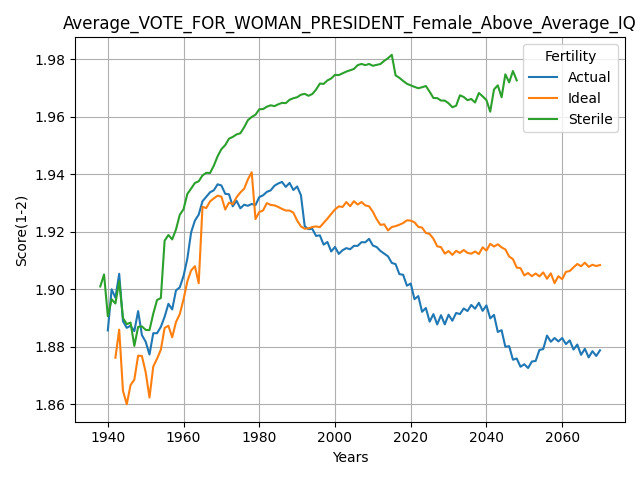 Average_VOTE_FOR_WOMAN_PRESIDENT_Female_Above_Average_IQ
Fertility
Actual
Ideal
Sterile
Score(1-2)
1.98
1.96
1.94
1.92
1.90
1.88
1.86
1940 1960 1980 2000 2020 2040 2060
Years